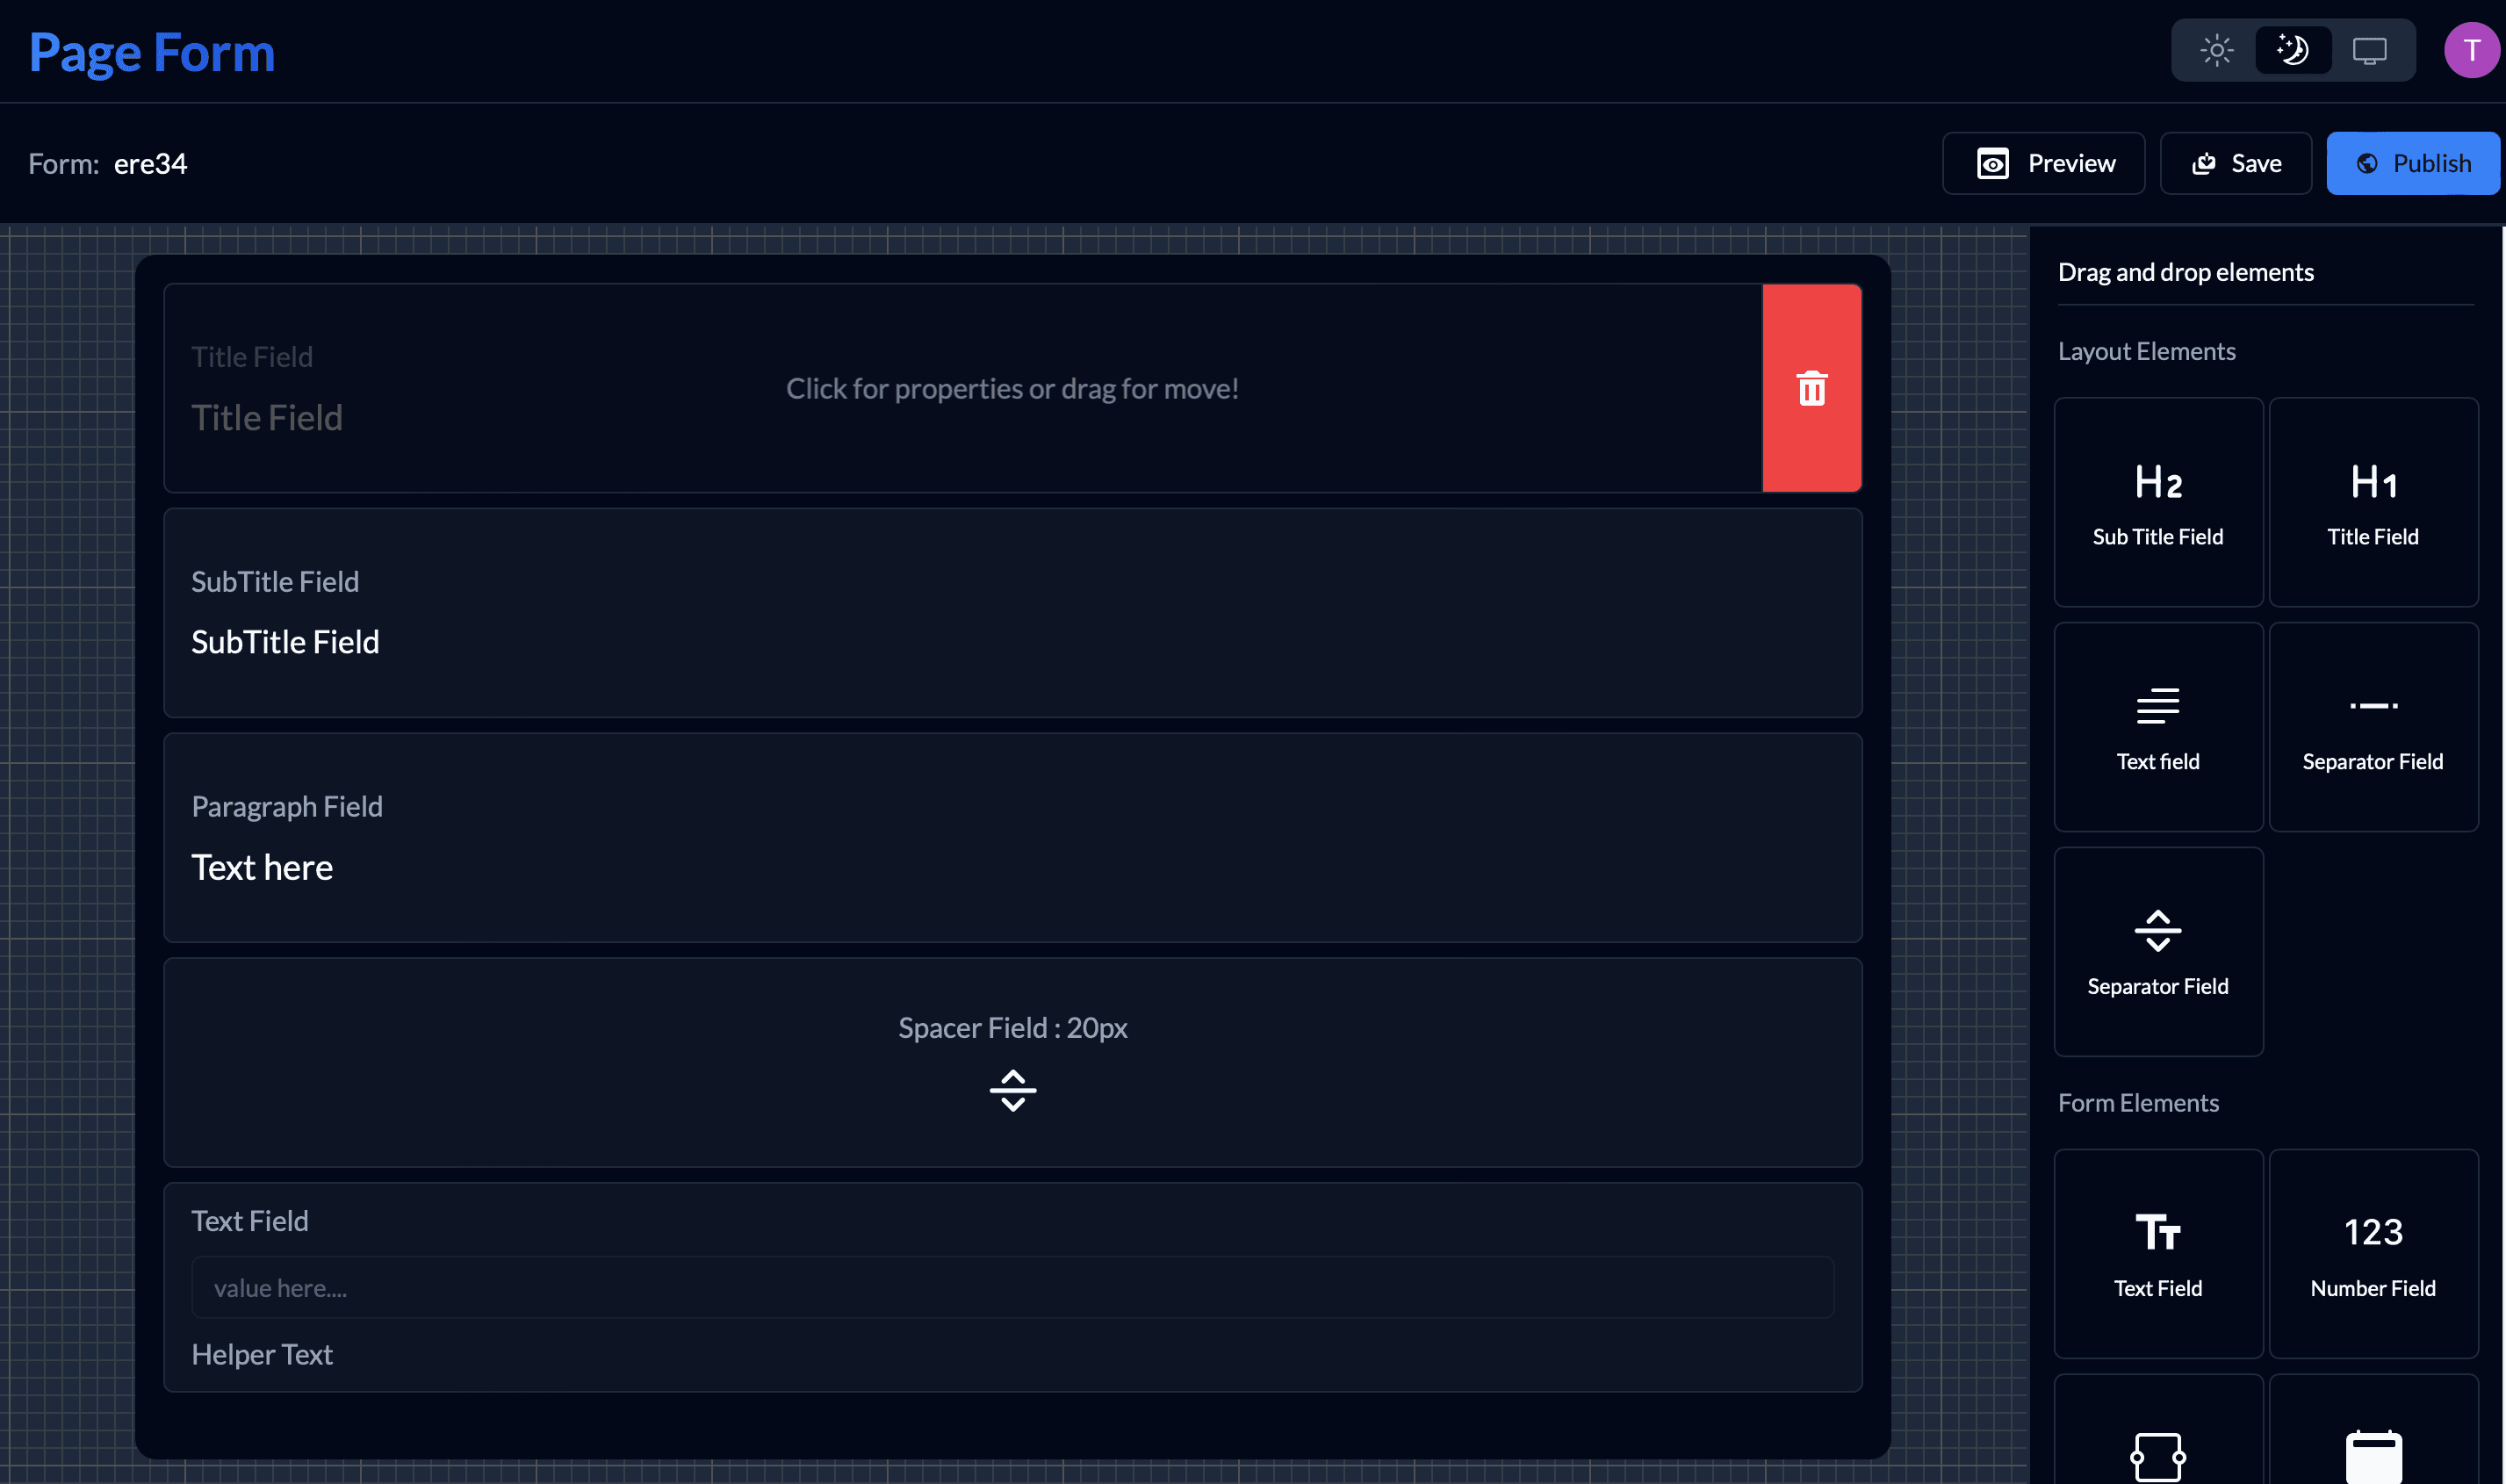 Page Form
T
Form: ere34
Preview
Save
Publish
Title Field
Title Field
Click for properties or drag for move!
SubTitle Field
SubTitle Field
Paragraph Field
Text here
Spacer Field : 20px
Text Field
value here....
Helper Text
Drag and drop elements
Layout Elements
H2
Sub Title Field
H1
Title Field
Text field
Separator Field
Separator Field
Form Elements
TT
Text Field
123
Number Field